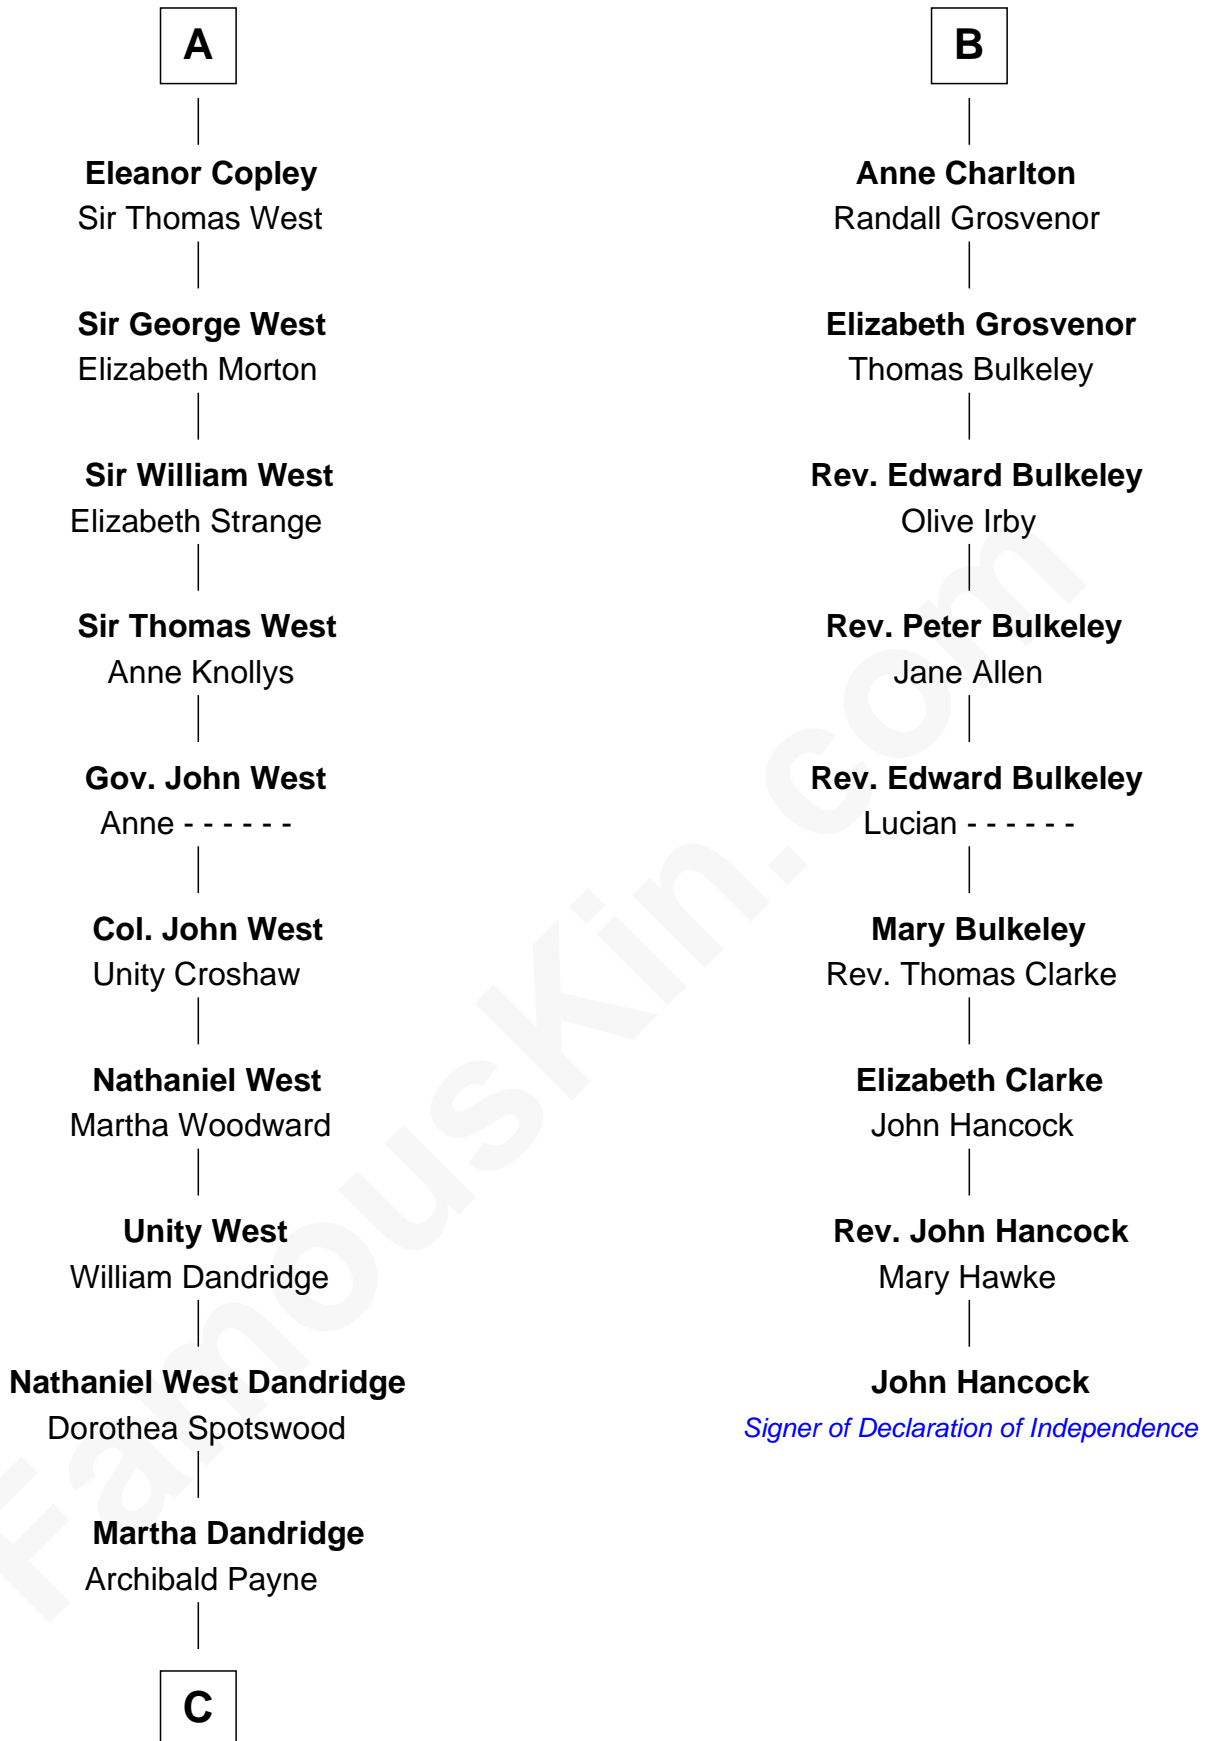 A
Eleanor Copley
Sir Thomas West
Sir George West
Elizabeth Morton
Sir William West
Elizabeth Strange
Sir Thomas West
Anne Knollys
Gov. John West
Anne - - - - - -
Col. John West
Unity Croshaw
Nathaniel West
Martha Woodward
Unity West
William Dandridge
Nathaniel West Dandridge
Dorothea Spotswood
Martha Dandridge
Archibald Payne
C
B
Anne Charlton
Randall Grosvenor
Elizabeth Grosvenor
Thomas Bulkeley
Rev. Edward Bulkeley
Olive Irby
Rev. Peter Bulkeley
Jane Allen
Rev. Edward Bulkeley
Lucian - - - - - -
Mary Bulkeley
Rev. Thomas Clarke
Elizabeth Clarke
John Hancock
Rev. John Hancock
Mary Hawke
John Hancock
Signer of Declaration of Independence
FamousKin.com